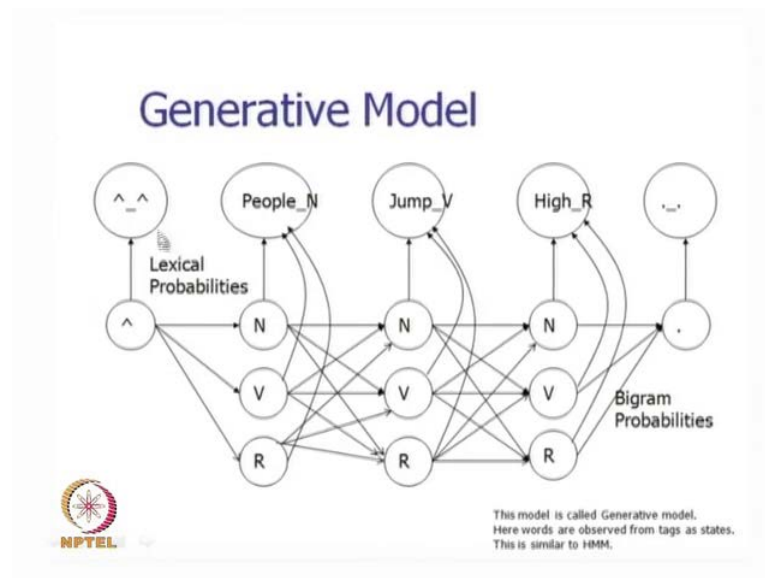 Generative Model
^_^
People_N
Jump_V
High_R
._.
Lexical
Probabilities
^
N
N
N
.
V
V
V
Bigram
Probabilities
R
R
R
NPTEL
This model is called Generative model.
Here words are observed from tags as states.
This is similar to HMM.